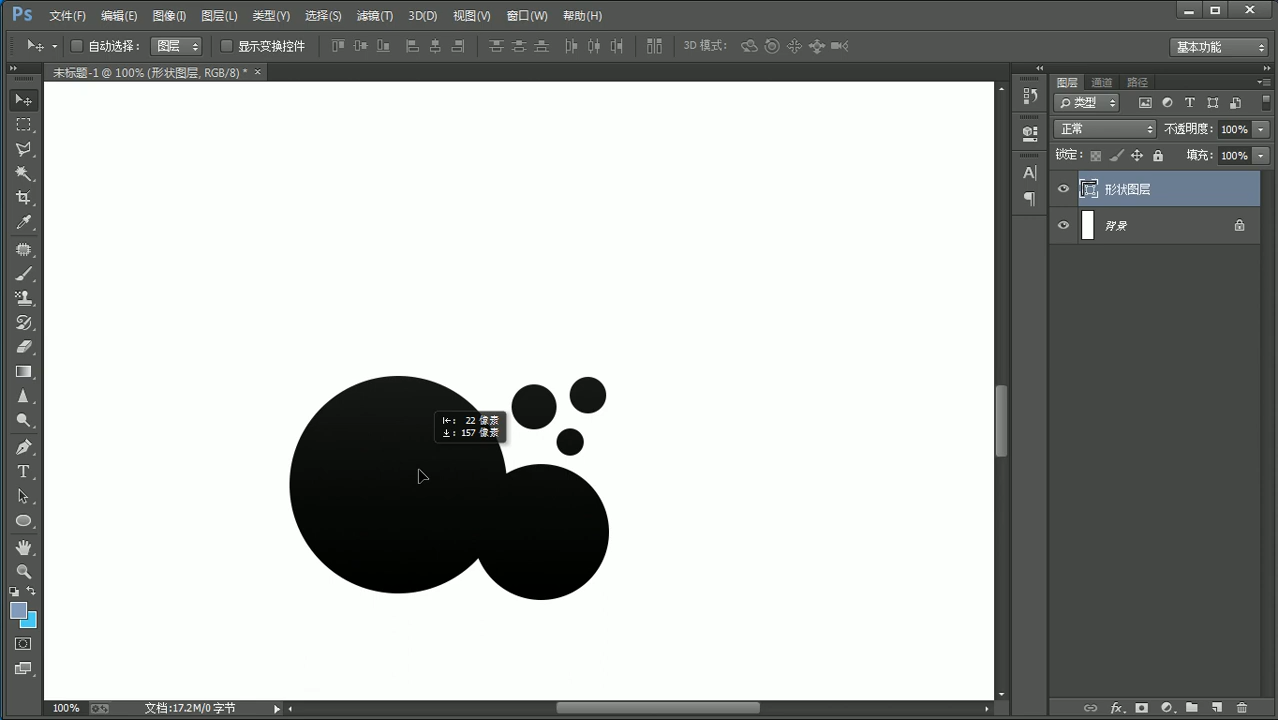 Ps 文件(F) 编辑(E) 图像(I) 图层(L) 类型(Y) 选择(S) 滤镜(T) 3D(D) 视图(V) 窗口(W) 帮助(H)
自动选择: 图层 显示变换控件 3D 模式: 基本功能
未标题-1 @ 100% (形状图层, RGB/8) * ×
图层 通道 路径
类型 T
正常 不透明度: 100%
锁定: 填充: 100%
A|
形状图层
背景
22 像素
157 像素
T
100% 文档:17.2M/0 字节
fx